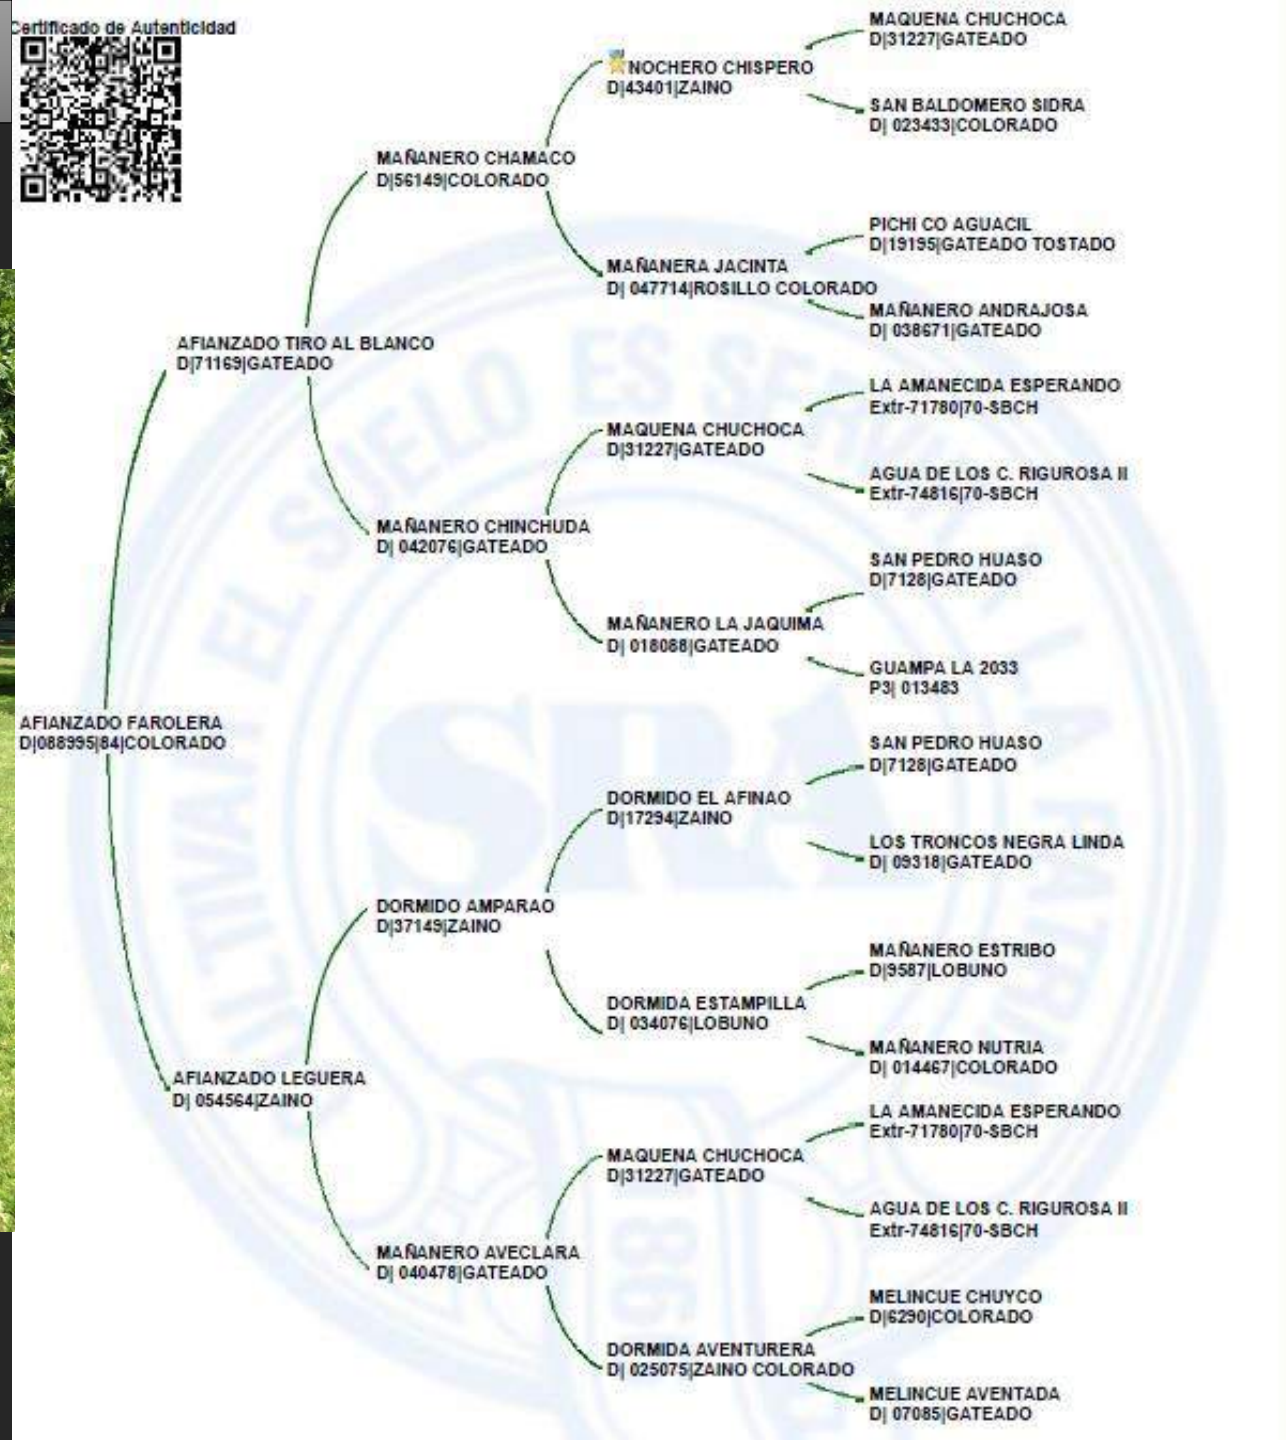 Certificado de Autenticidad
MAQUENA CHUCHOCA
D|31227|GATEADO
NOCHERO CHISPERO
D|43401|ZAINO
SAN BALDOMERO SIDRA
D| 023433|COLORADO
MAÑANERO CHAMACO
D|56149|COLORADO
PICHI CO AGUACIL
D|19195|GATEADO TOSTADO
MAÑANERA JACINTA
D| 047714|ROSILLO COLORADO
MAÑANERO ANDRAJOSA
D| 038671|GATEADO
AFIANZADO TIRO AL BLANCO
D|71169|GATEADO
LA AMANECIDA ESPERANDO
Extr-71780|70-SBCH
MAQUENA CHUCHOCA
D|31227|GATEADO
AGUA DE LOS C. RIGUROSA II
Extr-74816|70-SBCH
MAÑANERO CHINCHUDA
D| 042076|GATEADO
SAN PEDRO HUASO
D|7128|GATEADO
MAÑANERO LA JAQUIMA
D| 018088|GATEADO
GUAMPA LA 2033
P3| 013483
AFIANZADO FAROLERA
D|088995|84|COLORADO
SAN PEDRO HUASO
D|7128|GATEADO
DORMIDO EL AFINAO
D|17294|ZAINO
LOS TRONCOS NEGRA LINDA
D| 09318|GATEADO
DORMIDO AMPARAO
D|37149|ZAINO
MAÑANERO ESTRIBO
D|9587|LOBUNO
DORMIDA ESTAMPILLA
D| 034076|LOBUNO
MAÑANERO NUTRIA
D| 014467|COLORADO
AFIANZADO LEGUERA
D| 054564|ZAINO
LA AMANECIDA ESPERANDO
Extr-71780|70-SBCH
MAQUENA CHUCHOCA
D|31227|GATEADO
AGUA DE LOS C. RIGUROSA II
Extr-74816|70-SBCH
MAÑANERO AVECLARA
D| 040478|GATEADO
MELINCUE CHUYCO
D|6290|COLORADO
DORMIDA AVENTURERA
D| 025075|ZAINO COLORADO
MELINCUE AVENTADA
D| 07085|GATEADO
SRA